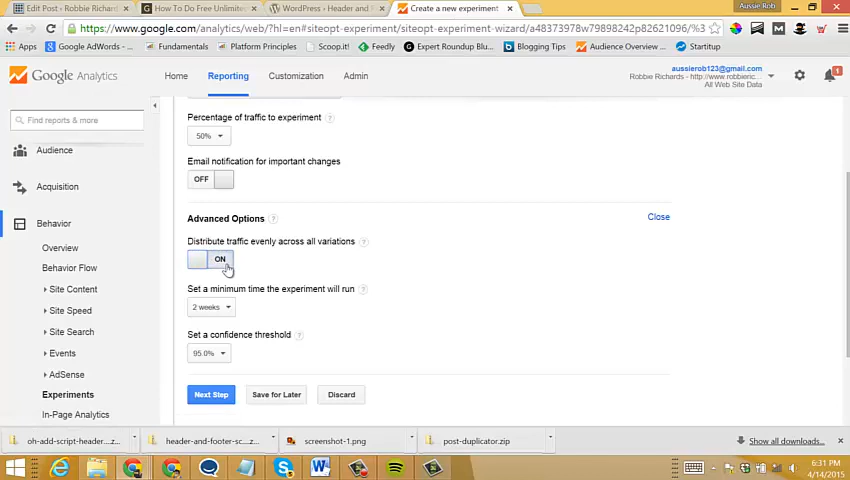 Aussie Rob
Edit Post ‹ Robbie Richard
How To Do Free Unlimite
WordPress › Header and
Create a new experiment
https://www.google.com/analytics/web/?hl=en#siteopt-experiment/siteopt-experiment-wizard/a48373978w79898242p82621096/%3
Apps
Google AdWords -
Fundamentals
Platform Principles
Scoop.it!
Feedly
Expert Roundup Blu
Blogging Tips
Audience Overview
Startitup
Google Analytics
Home
Reporting
Customization
Admin
aussierob123@gmail.com
Robbie Richards - http://www.robbieric...
All Web Site Data
1
Find reports & more
Percentage of traffic to experiment ?
50%
Audience
Email notification for important changes
OFF
Acquisition
Behavior
Advanced Options ?
Close
Overview
Distribute traffic evenly across all variations ?
ON
Behavior Flow
Site Content
Set a minimum time the experiment will run ?
Site Speed
2 weeks
Site Search
Set a confidence threshold ?
Events
95.0%
AdSense
Experiments
Next Step
Save for Later
Discard
In-Page Analytics
oh-add-script-header....z...
header-and-footer-sc...
screenshot-1.png
post-duplicator.zip
Show all downloads...
6:31 PM
4/14/2015